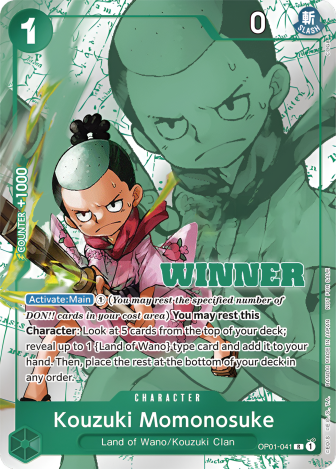 1
0
斬
SLASH
COUNTER +1000
WINNER
Activate:Main ① (You may rest the specified number of
DON!! cards in your cost area) You may rest this
Character: Look at 5 cards from the top of your deck;
reveal up to 1 {Land of Wano} type card and add it to your
hand. Then, place the rest at the bottom of your deck in
any order.
CHARACTER
Kouzuki Momonosuke
Land of Wano/Kouzuki Clan
OP01-041 R 1
NOT FOR SALE